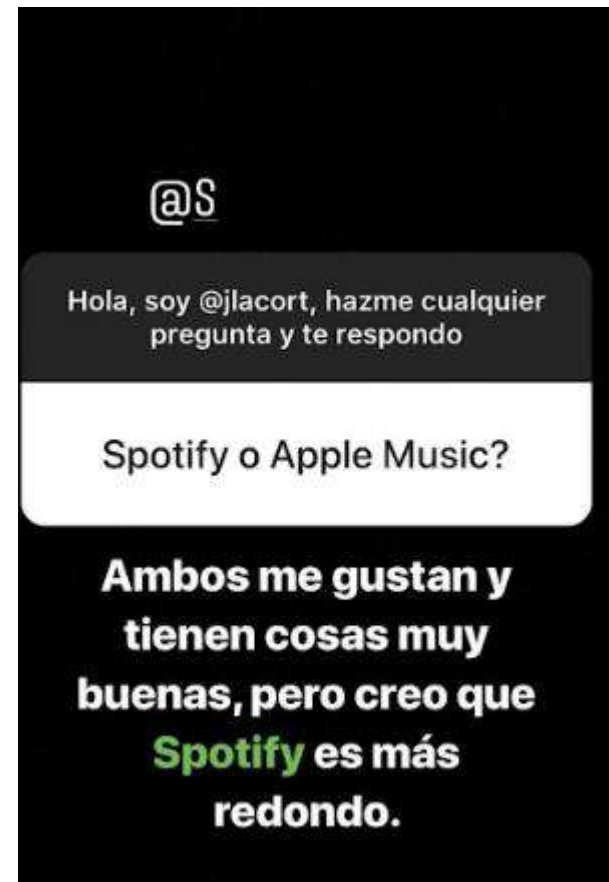 @S
Hola, soy @jlacort, hazme cualquier
pregunta y te respondo
Spotify o Apple Music?
Ambos me gustan y
tienen cosas muy
buenas, pero creo que
Spotify es más
redondo.